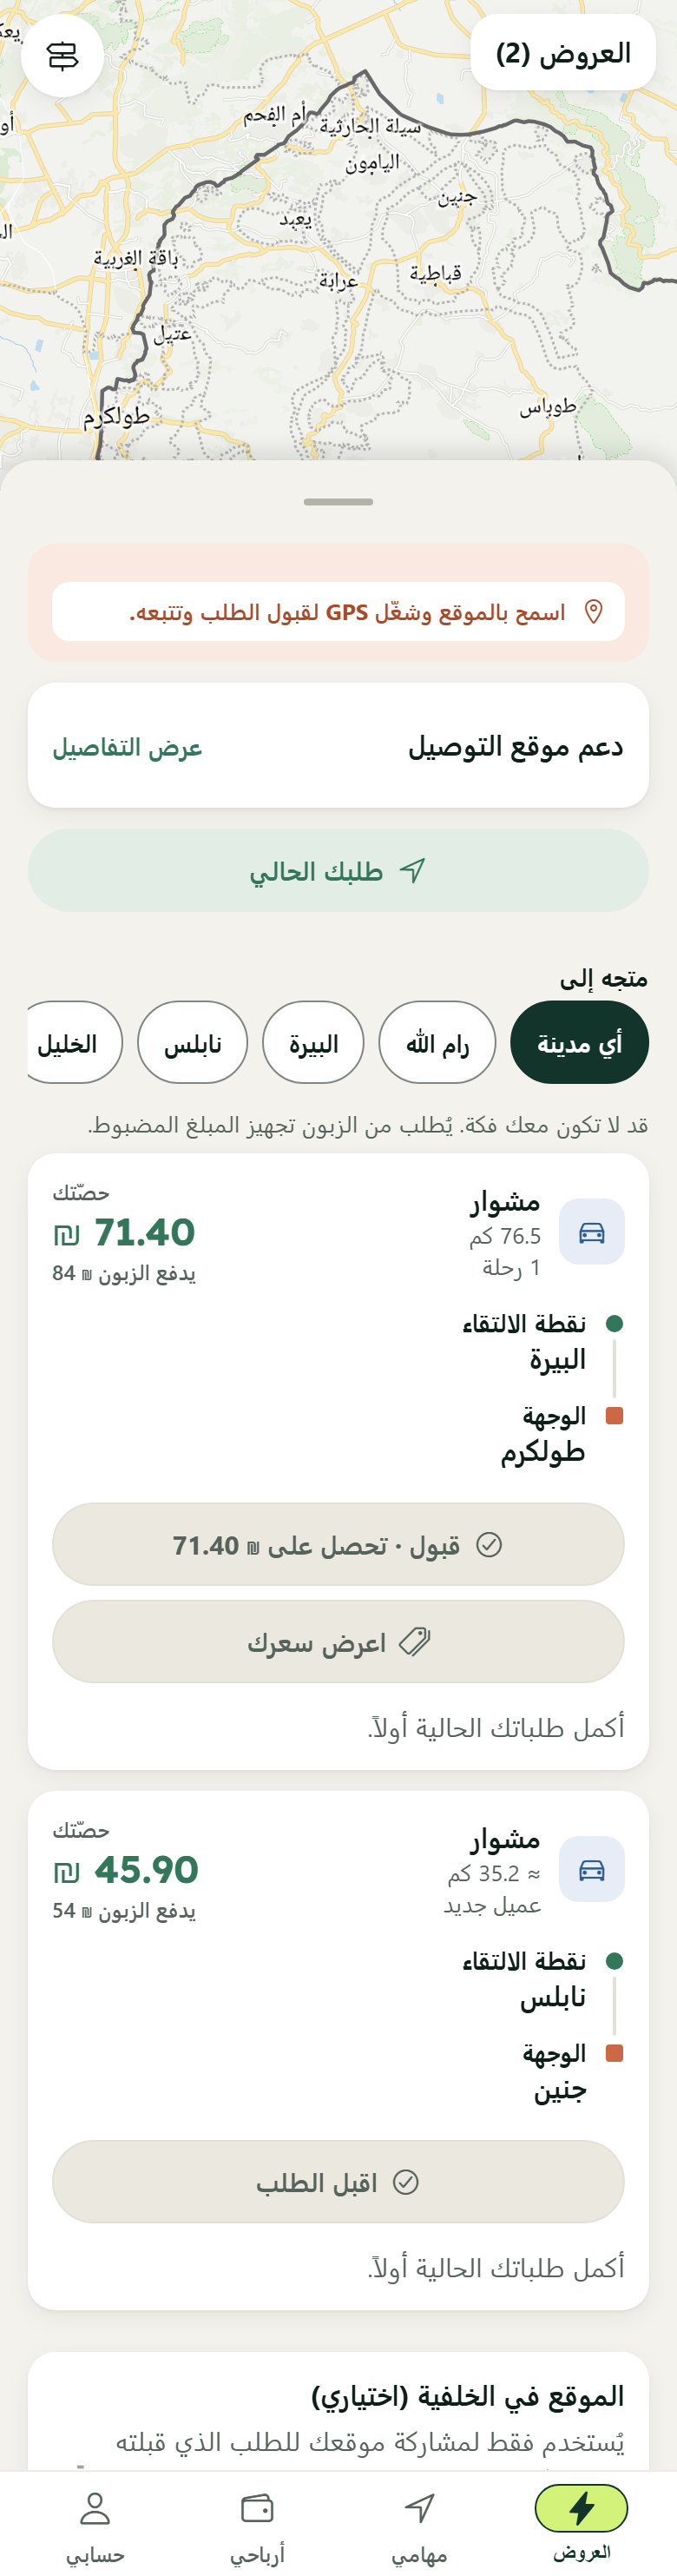 العروض (2)
أم الفحم
سيلة الحارثية
اليامون
جنين
يعبد
باقة الغربية
عرابة
قباطية
عتيل
طولكرم
طوباس
اسمح بالموقع وشغّل GPS لقبول الطلب وتتبعه.
دعم موقع التوصيل
عرض التفاصيل
طلبك الحالي
متجه إلى
أي مدينة
رام الله
البيرة
نابلس
الخليل
قد لا تكون معك فكة. يُطلب من الزبون تجهيز المبلغ المضبوط.
مشوار
76.5 كم
1 رحلة
حصّتك
71.40 ₪
يدفع الزبون ₪ 84
نقطة الالتقاء
البيرة
الوجهة
طولكرم
قبول · تحصل على ₪ 71.40
اعرض سعرك
أكمل طلباتك الحالية أولاً.
مشوار
≈ 35.2 كم
عميل جديد
حصّتك
45.90 ₪
يدفع الزبون ₪ 54
نقطة الالتقاء
نابلس
الوجهة
جنين
اقبل الطلب
أكمل طلباتك الحالية أولاً.
الموقع في الخلفية (اختياري)
يُستخدم فقط لمشاركة موقعك للطلب الذي قبلته
العروض
مهامي
أرباحي
حسابي